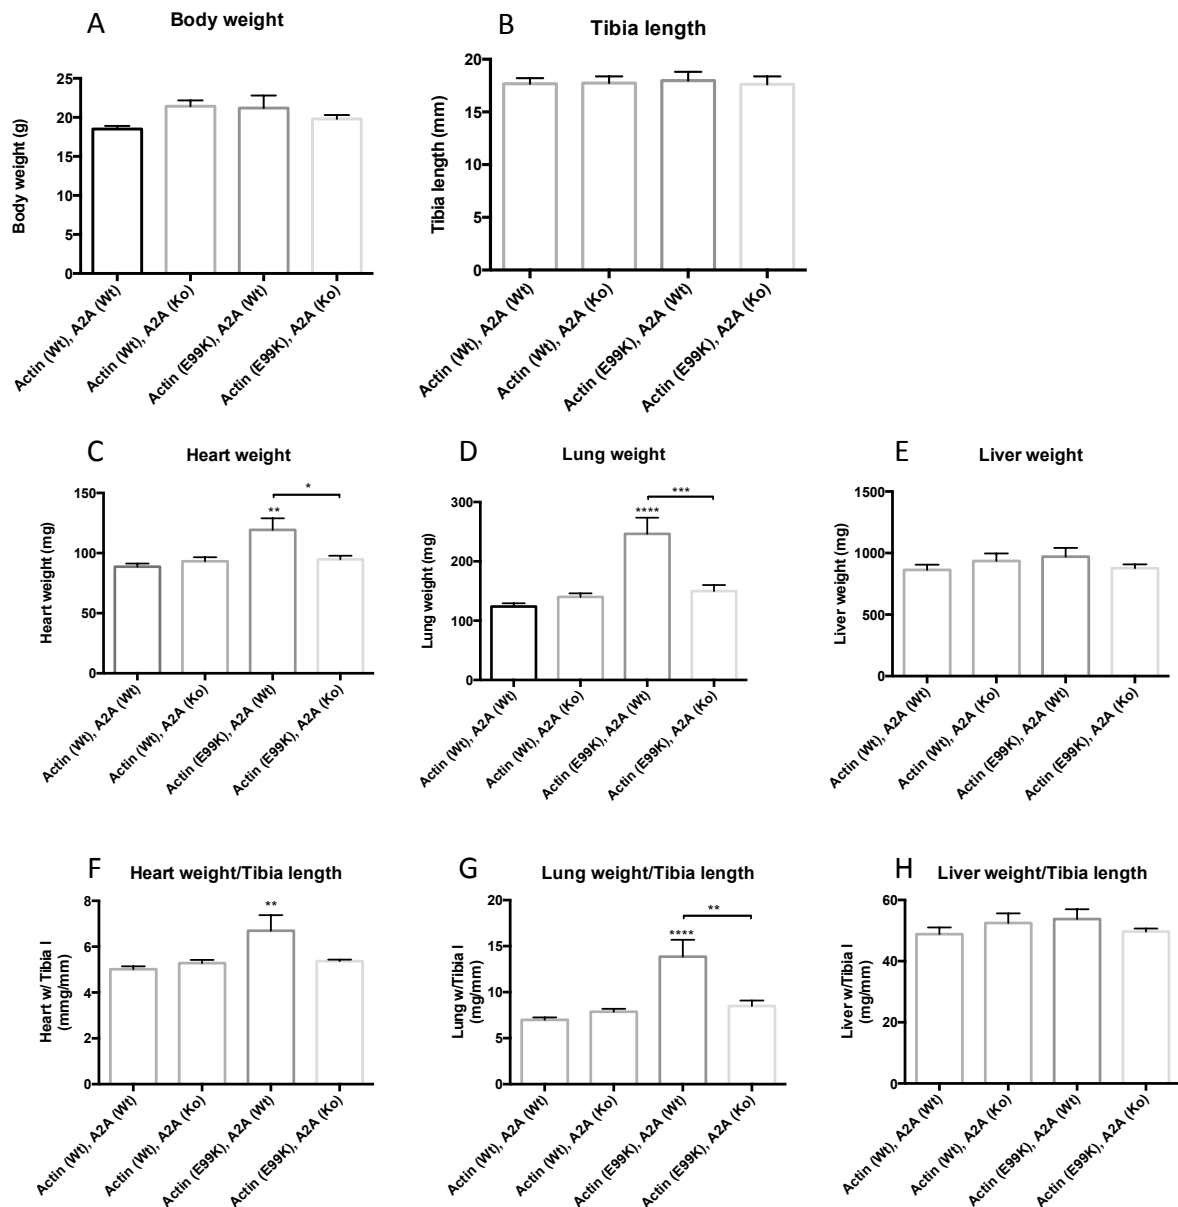 A
Body weight
Body weight (g)
25
20
15
10
5
0
Actin (Wt), A2A (Wt)
Actin (Wt), A2A (Ko)
Actin (E99K), A2A (Wt)
Actin (E99K), A2A (Ko)
B
Tibia length
Tibia length (mm)
20
15
10
5
0
Actin (Wt), A2A (Wt)
Actin (Wt), A2A (Ko)
Actin (E99K), A2A (Wt)
Actin (E99K), A2A (Ko)
C
Heart weight
Heart weight (mg)
150
100
50
0
**
*
Actin (Wt), A2A (Wt)
Actin (Wt), A2A (Ko)
Actin (E99K), A2A (Wt)
Actin (E99K), A2A (Ko)
D
Lung weight
Lung weight (mg)
300
200
100
0
****
***
Actin (Wt), A2A (Wt)
Actin (Wt), A2A (Ko)
Actin (E99K), A2A (Wt)
Actin (E99K), A2A (Ko)
E
Liver weight
Liver weight (mg)
1500
1000
500
0
Actin (Wt), A2A (Wt)
Actin (Wt), A2A (Ko)
Actin (E99K), A2A (Wt)
Actin (E99K), A2A (Ko)
F
Heart weight/Tibia length
Heart w/ Tibia l
(mmg/mm)
8
6
4
2
0
**
Actin (Wt), A2A (Wt)
Actin (Wt), A2A (Ko)
Actin (E99K), A2A (Wt)
Actin (E99K), A2A (Ko)
G
Lung weight/Tibia length
Lung w/Tibia l
(mg/mm)
20
15
10
5
0
****
**
Actin (Wt), A2A (Wt)
Actin (Wt), A2A (Ko)
Actin (E99K), A2A (Wt)
Actin (E99K), A2A (Ko)
H
Liver weight/Tibia length
Liver w/Tibia l
(mg/mm)
60
40
20
0
Actin (Wt), A2A (Wt)
Actin (Wt), A2A (Ko)
Actin (E99K), A2A (Wt)
Actin (E99K), A2A (Ko)